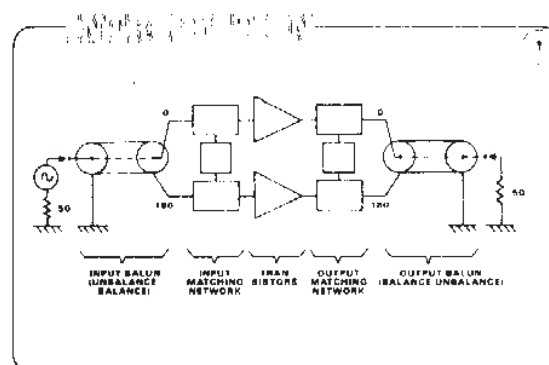 0
0
50
180
180
50
INPUT BALUN
(UNBALANCE
BALANCE)
INPUT
MATCHING
NETWORK
TRAN
SISTORS
OUTPUT
MATCHING
NETWORK
OUTPUT BALUN
(BALANCE UNBALANCE)